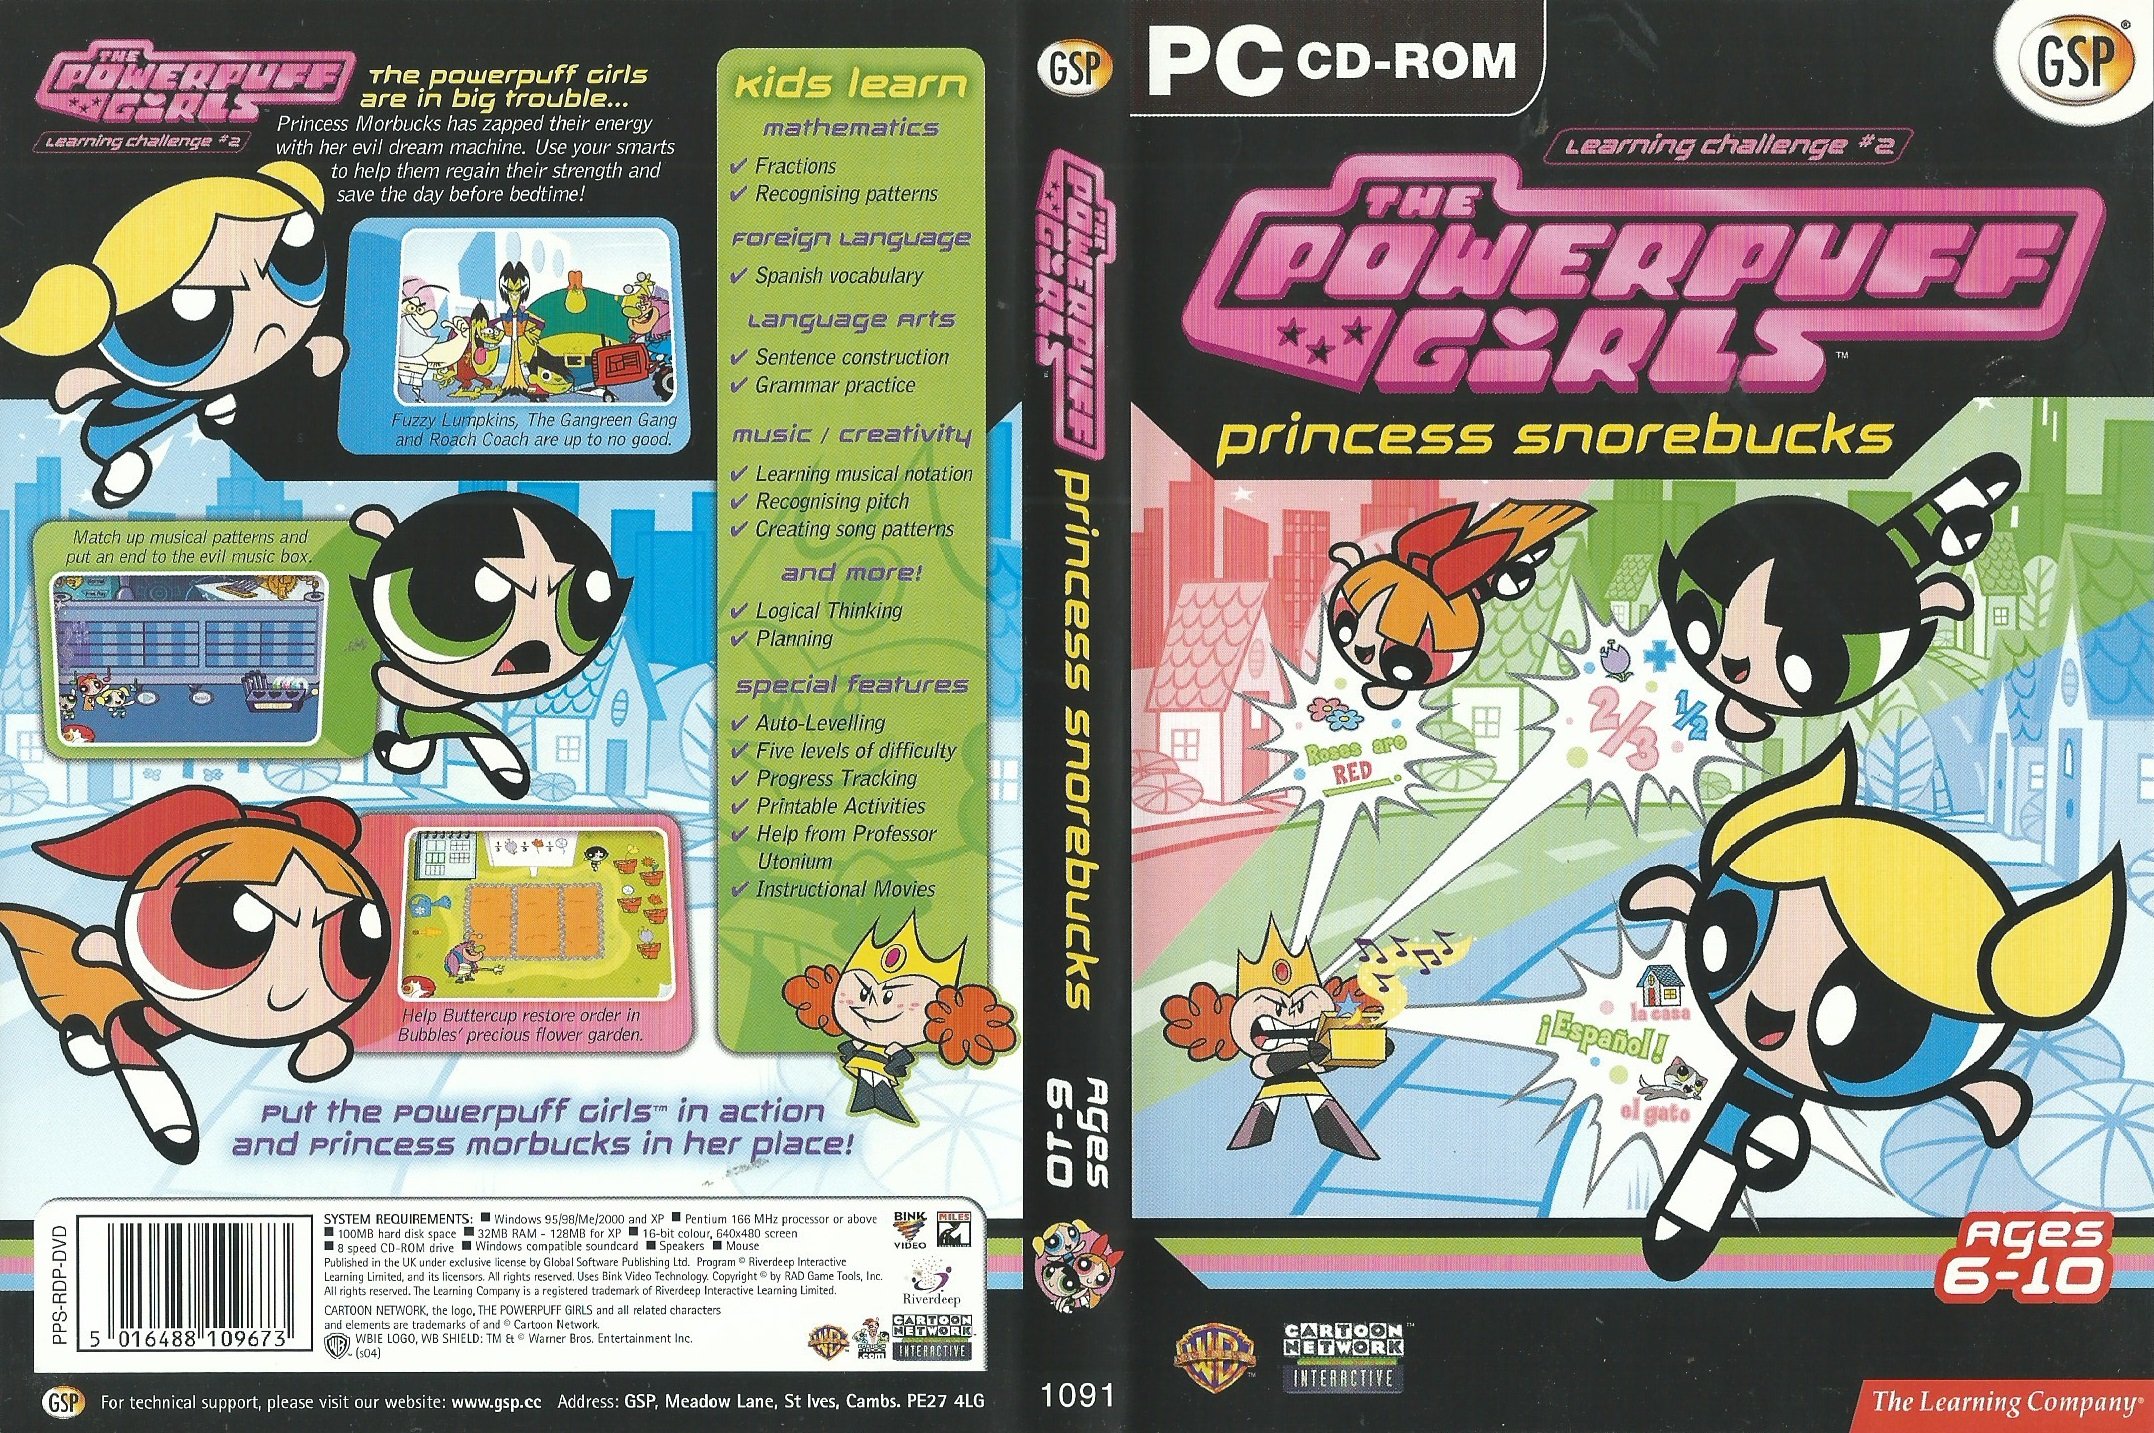 THE
POWERPUFF
GIRLS
Learning challenge #2
The powerpuff Girls
are in big trouble...
Princess Morbucks has zapped their energy
with her evil dream machine. Use your smarts
to help them regain their strength and
save the day before bedtime!
Fuzzy Lumpkins, The Gangreen Gang
and Roach Coach are up to no good.
Match up musical patterns and
put an end to the evil music box.
Help Buttercup restore order in
Bubbles' precious flower garden.
Kids learn
mathematics
✔ Fractions
✔ Recognising patterns
Foreign Language
✔ Spanish vocabulary
Language Arts
✔ Sentence construction
✔ Grammar practice
music / creativity
✔ Learning musical notation
✔ Recognising pitch
✔ Creating song patterns
and more!
✔ Logical Thinking
✔ Planning
special features
✔ Auto-Levelling
✔ Five levels of difficulty
✔ Progress Tracking
✔ Printable Activities
✔ Help from Professor
Utonium
✔ Instructional Movies
Put the Powerpuff Girls™ in action
and Princess morbucks in her place!
PPS-RDP-DVD
5 016488 109673
SYSTEM REQUIREMENTS: ■ Windows 95/98/Me/2000 and XP ■ Pentium 166 MHz processor or above
■ 100MB hard disk space ■ 32MB RAM - 128MB for XP ■ 16-bit colour, 640x480 screen
■ 8 speed CD-ROM drive ■ Windows compatible soundcard ■ Speakers ■ Mouse
Published in the UK under exclusive license by Global Software Publishing Ltd. Program © Riverdeep Interactive
Learning Limited, and its licensors. All rights reserved. Uses Bink Video Technology. Copyright © by RAD Game Tools, Inc.
All rights reserved. The Learning Company is a registered trademark of Riverdeep Interactive Learning Limited.
CARTOON NETWORK, the logo, THE POWERPUFF GIRLS and all related characters
and elements are trademarks of and © Cartoon Network.
WBIE LOGO, WB SHIELD: TM & © Warner Bros. Entertainment Inc.
(s04)
BINK
VIDEO
MILES
Riverdeep
WB
.com
CARTOON
NETWORK
INTERACTIVE
GSP
For technical support, please visit our website: www.gsp.cc Address: GSP, Meadow Lane, St Ives, Cambs. PE27 4LG
GSP
THE
POWERPUFF
GIRLS
princess snorebucks
Ages
6-10
1091
PC CD-ROM
GSP®
Learning challenge #2
THE
POWERPUFF
GIRLS™
princess snorebucks
Roses are
RED
2/3
1/2
la casa
¡Español!
el gato
Ages
6-10
WB™
CARTOON™
NETWORK
INTERACTIVE
The Learning Company®